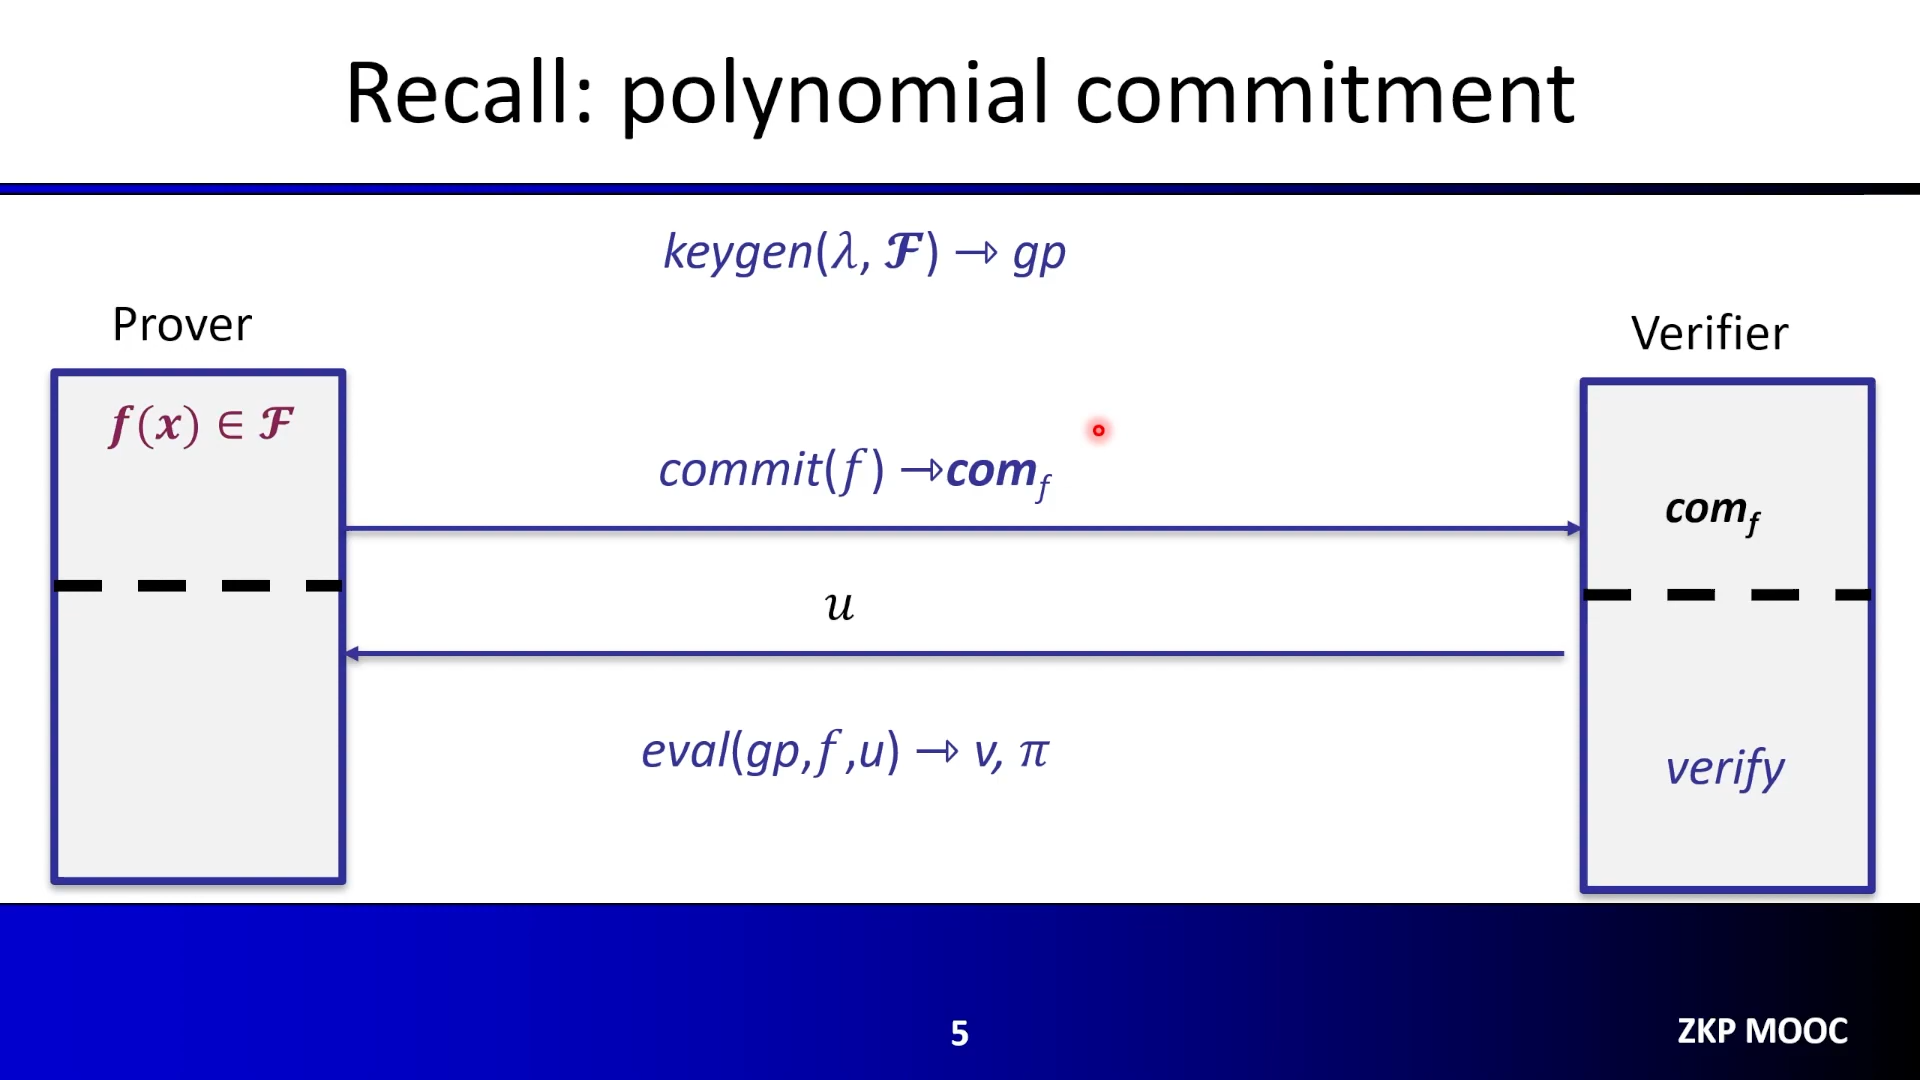 Recall: polynomial commitment
keygen(λ, 𝓕) ⇾ gp
Prover
Verifier
f(x) ∈ 𝓕
commit(f) ⇾com_f
com_f
u
eval(gp,f,u) ⇾ v, π
verify
5
ZKP MOOC